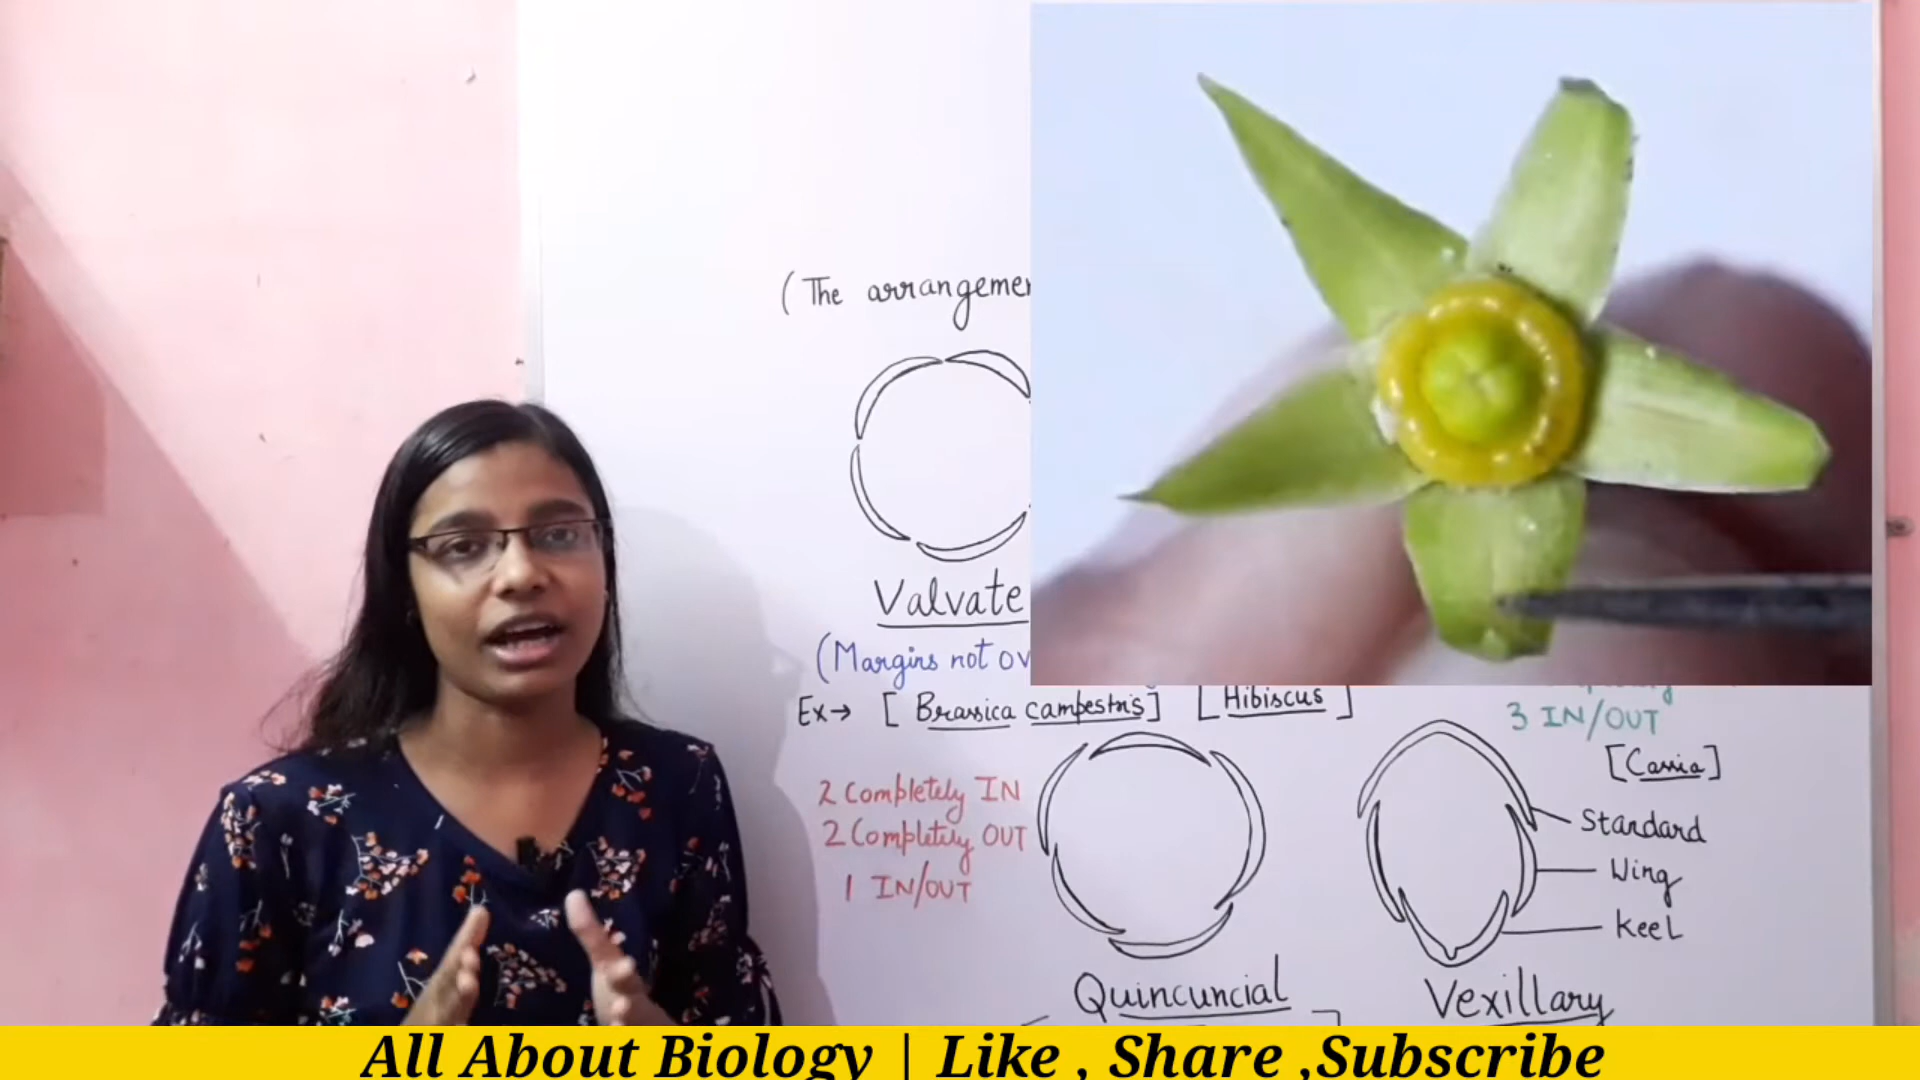 (The arrangemen
Valvate
(Margins not ov
Ex→ [Brassica campestris] [Hibiscus]
3 IN/OUT
[Cassia]
2 Completely IN
2 Completely OUT
1 IN/OUT
Standard
Wing
Keel
Quincuncial
Vexillary
All About Biology | Like , Share ,Subscribe